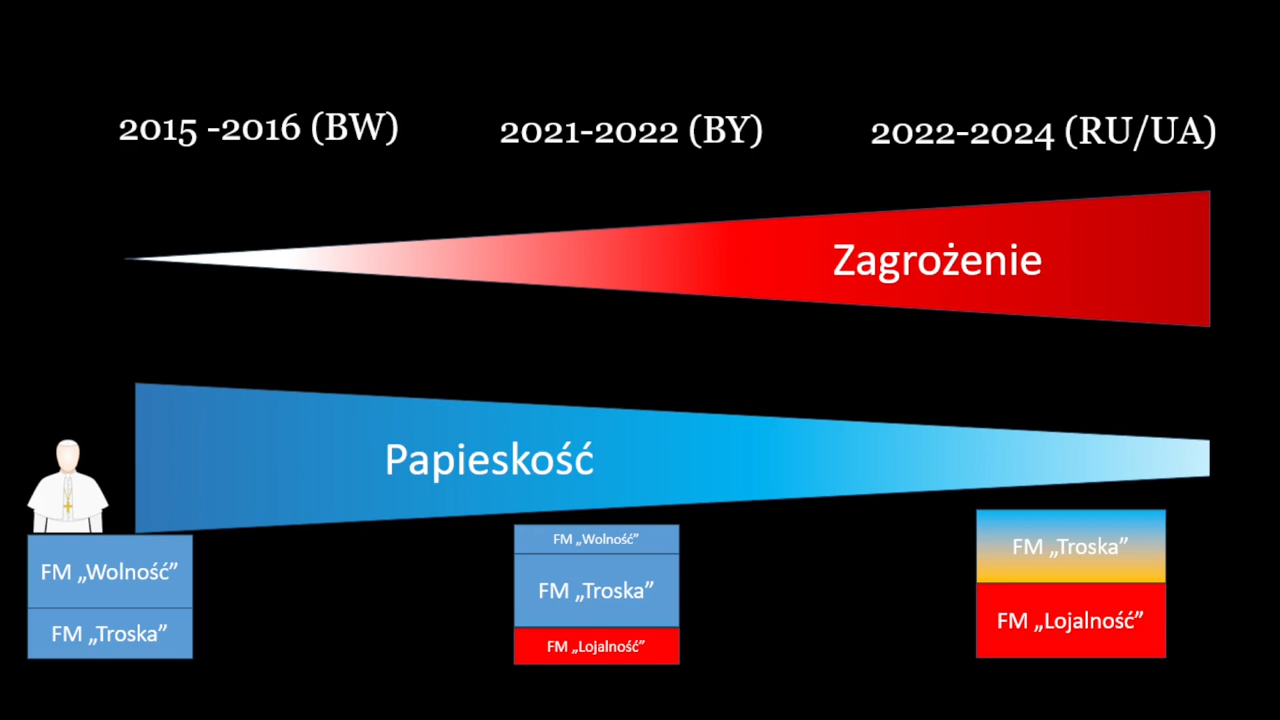 2015 -2016 (BW)
2021-2022 (BY)
2022-2024 (RU/UA)
Zagrożenie
Papieskość
FM „Wolność”
FM „Troska”
FM „Wolność”
FM „Troska”
FM „Lojalność”
FM „Troska”
FM „Lojalność”